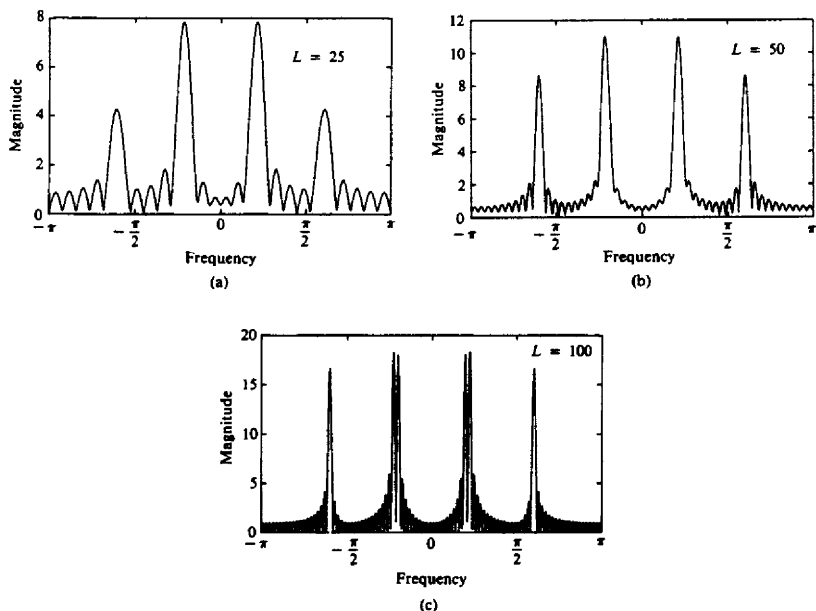 8
6
4
2
0
Magnitude
L = 25
−π
−π/2
0
π/2
π
Frequency
(a)
12
10
8
6
4
2
0
Magnitude
L = 50
−π
−π/2
0
π/2
π
Frequency
(b)
20
15
10
5
0
Magnitude
L = 100
−π
−π/2
0
π/2
π
Frequency
(c)